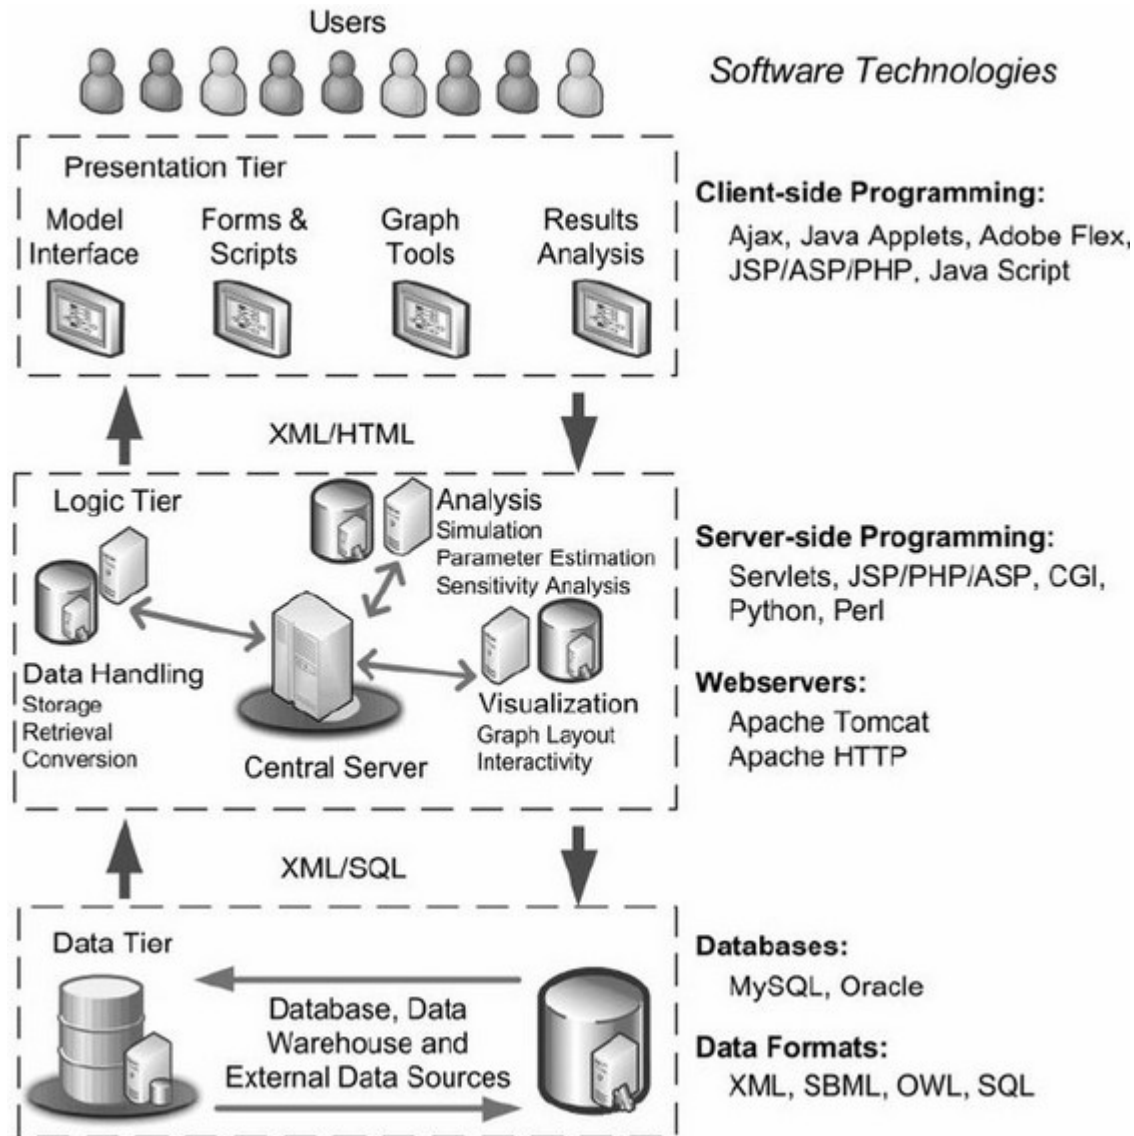 Users
Software Technologies
Presentation Tier
Model
Interface
Forms &
Scripts
Graph
Tools
Results
Analysis
Client-side Programming:
Ajax, Java Applets, Adobe Flex,
JSP/ASP/PHP, Java Script
XML/HTML
Logic Tier
Analysis
Simulation
Parameter Estimation
Sensitivity Analysis
Data Handling
Storage
Retrieval
Conversion
Central Server
Visualization
Graph Layout
Interactivity
Server-side Programming:
Servlets, JSP/PHP/ASP, CGI,
Python, Perl
Webservers:
Apache Tomcat
Apache HTTP
XML/SQL
Data Tier
Database, Data
Warehouse and
External Data Sources
Databases:
MySQL, Oracle
Data Formats:
XML, SBML, OWL, SQL